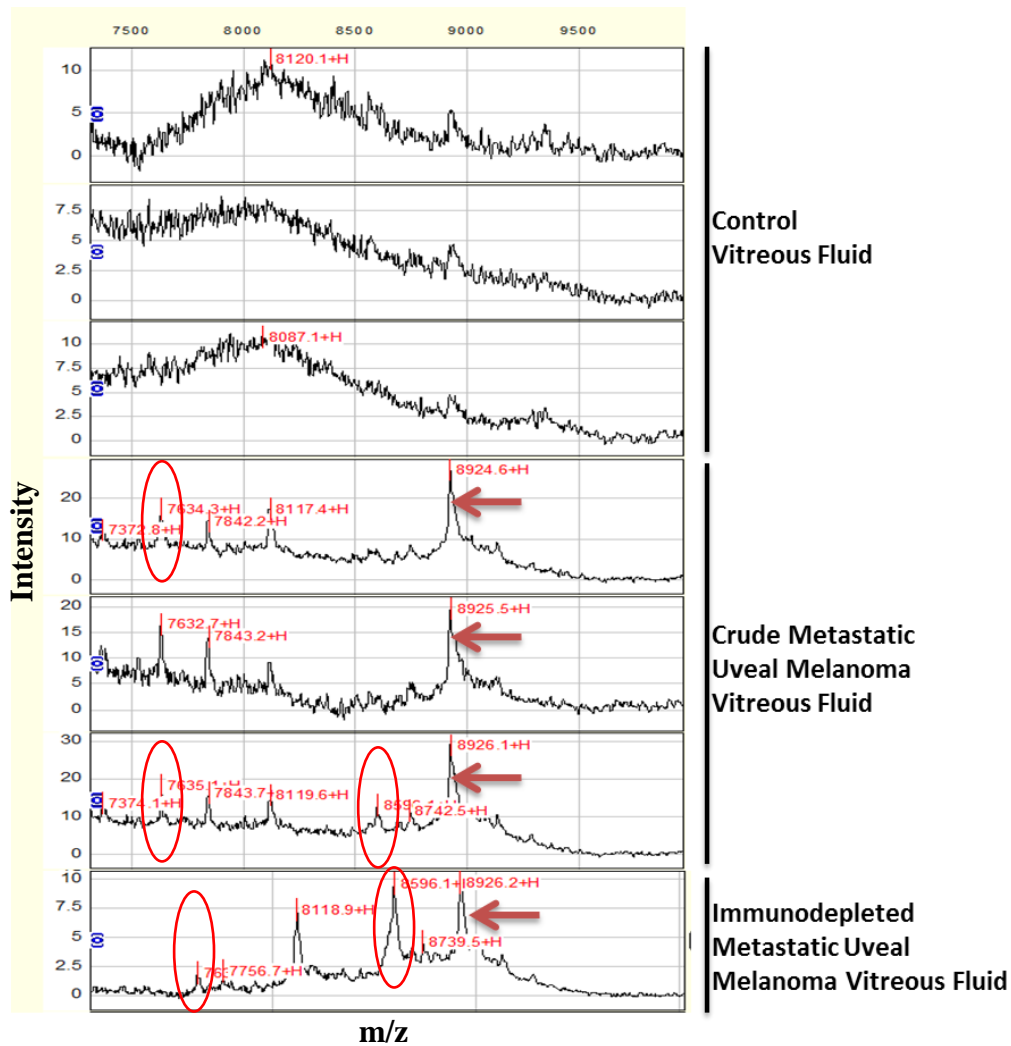 7500 8000 8500 9000 9500
10
5
0
8120.1+H
Control
Vitreous Fluid
7.5
5
2.5
0
10
7.5
5
2.5
0
8087.1+H
Intensity
20
10
0
7372.8+H
7634.3+H
7842.2+H
8117.4+H
8924.6+H
Crude Metastatic
Uveal Melanoma
Vitreous Fluid
20
15
10
5
0
7632.7+H
7843.2+H
8925.5+H
30
20
10
0
7374.1+H
7843.7+H
8119.6+H
8742.5+H
8926.1+H
10
7.5
5
2.5
0
7756.7+H
8118.9+H
8596.1+H
8739.5+H
8926.2+H
Immunodepleted
Metastatic Uveal
Melanoma Vitreous Fluid
m/z